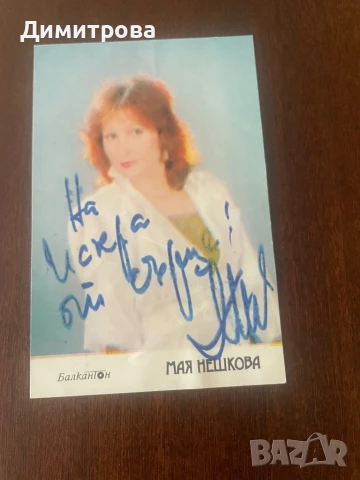 Димитрова
На
Искра
от сърце!
Балкантон
МАЯ НЕШКОВА
BAZAR